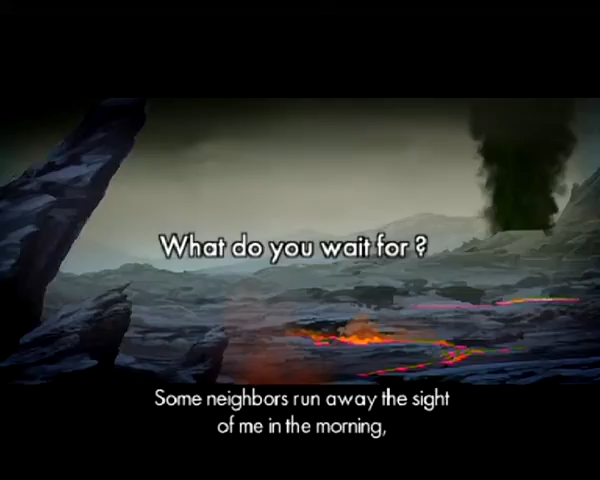 What do you wait for ?
Some neighbors run away the sight
of me in the morning,